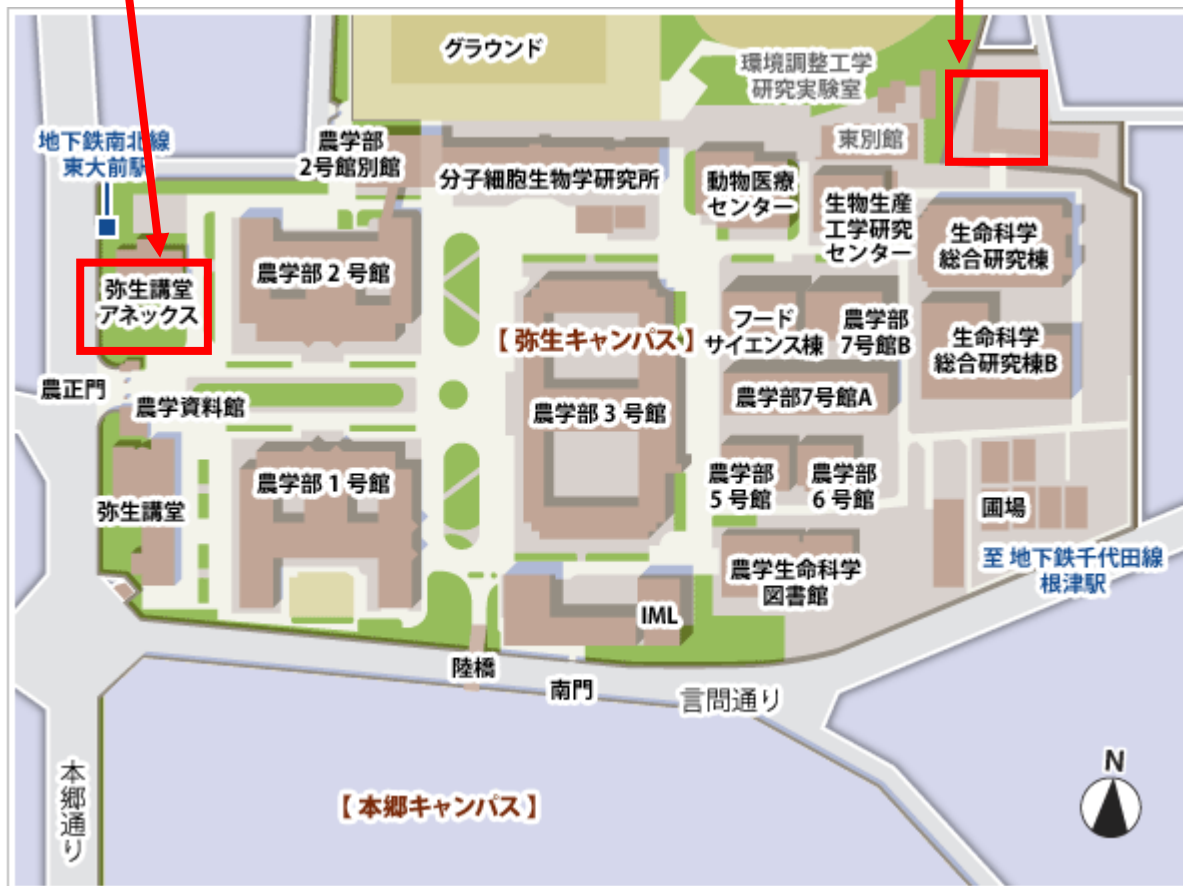 グラウンド
環境調整工学
研究実験室
地下鉄南北線
東大前駅
農学部
2号館別館
分子細胞生物学研究所
動物医療
センター
東別館
生物生産
工学研究
センター
生命科学
総合研究棟
弥生講堂
アネックス
農学部 2 号館
【 弥生キャンパス 】
フード
サイエンス棟
農学部
7号館B
生命科学
総合研究棟B
農正門
農学資料館
農学部 3 号館
農学部7号館A
農学部 1 号館
農学部
5 号館
農学部
6 号館
弥生講堂
圃場
農学生命科学
図書館
至 地下鉄千代田線
根津駅
IML
陸橋
南門
言問通り
本郷通り
【 本郷キャンパス 】
N